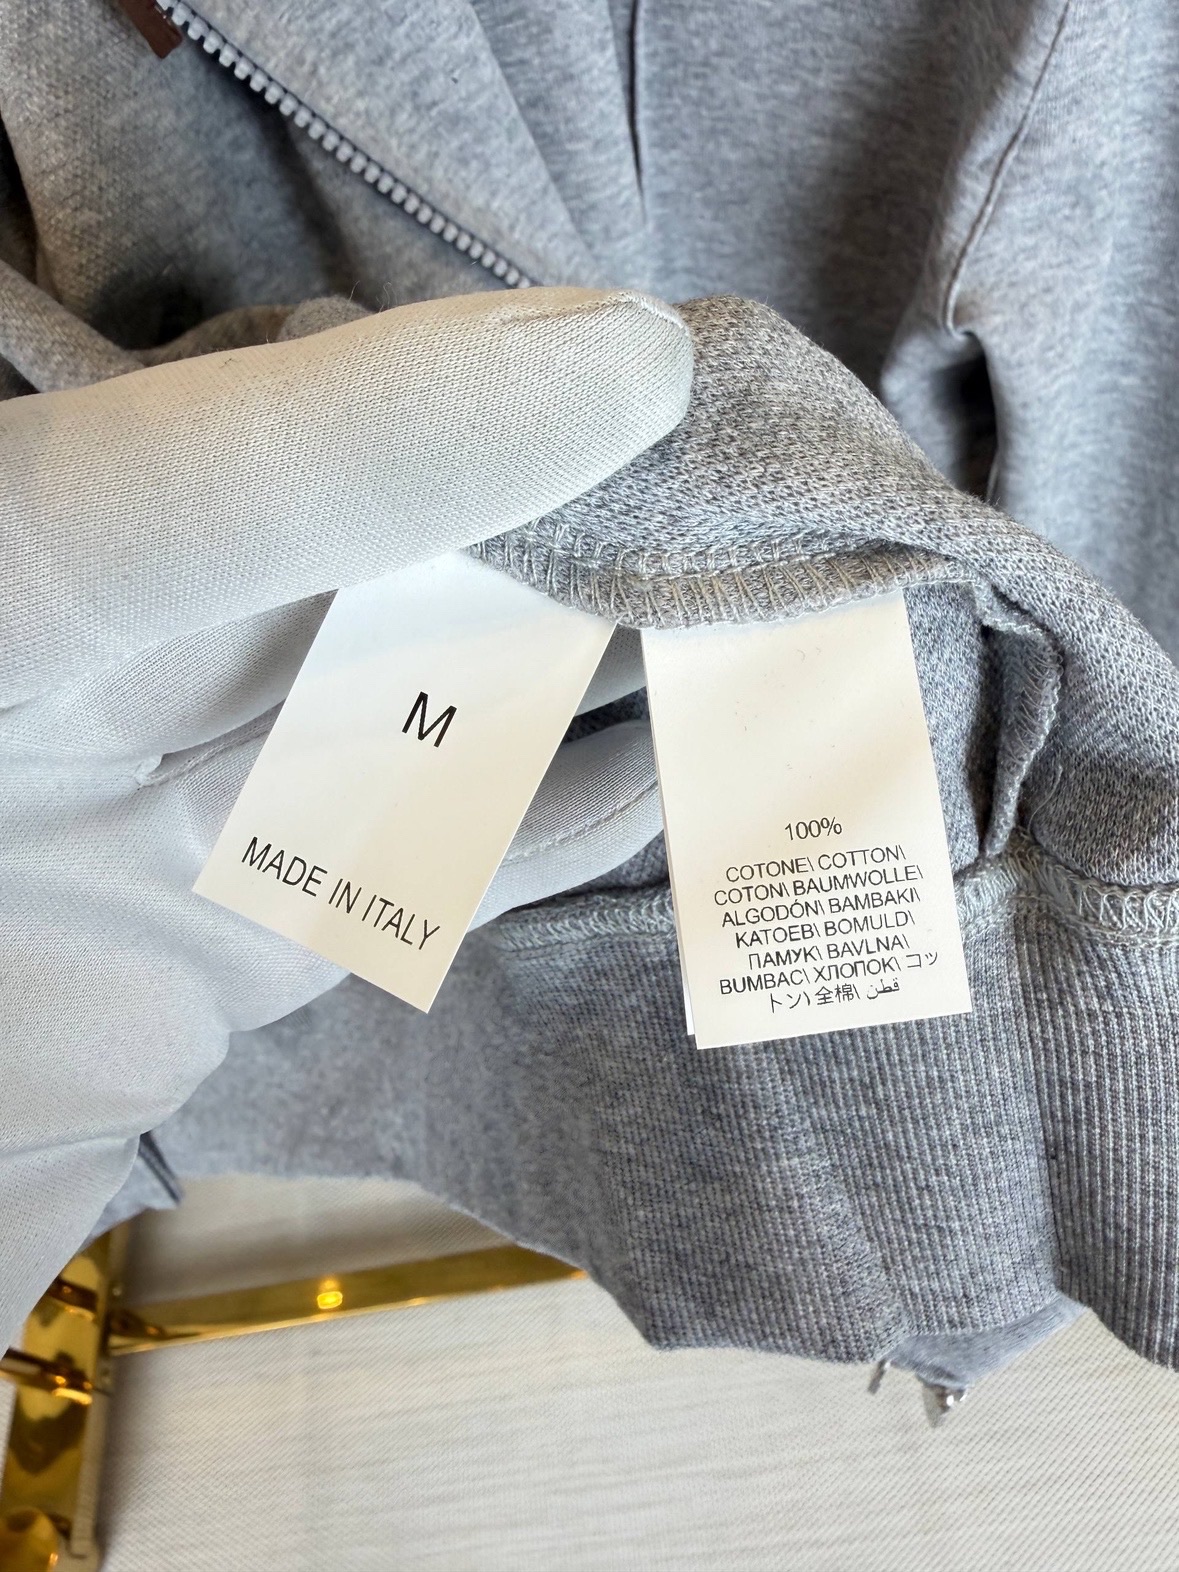 M
MADE IN ITALY
100%
COTONE\ COTTON\
COTON\ BAUMWOLLE\
ALGODÓN\ BAMBAKI\
KATOEB\ BOMULD\
ПАМУК\ BAVLNA\
BUMBAC\ ХЛОПОК\ コッ
トン\ 全棉\ قطن